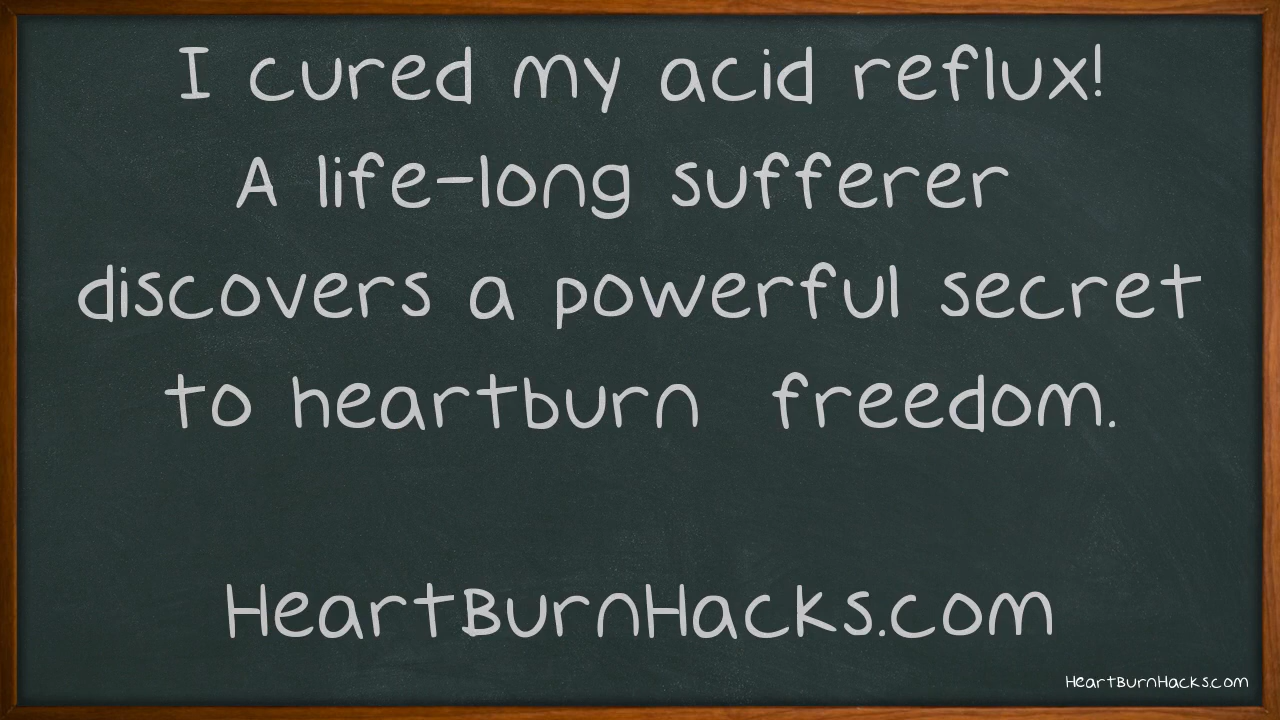 I cured my acid reflux!
A life-long sufferer
discovers a powerful secret
to heartburn  freedom.
HeartBurnHacks.com
HeartBurnHacks.com